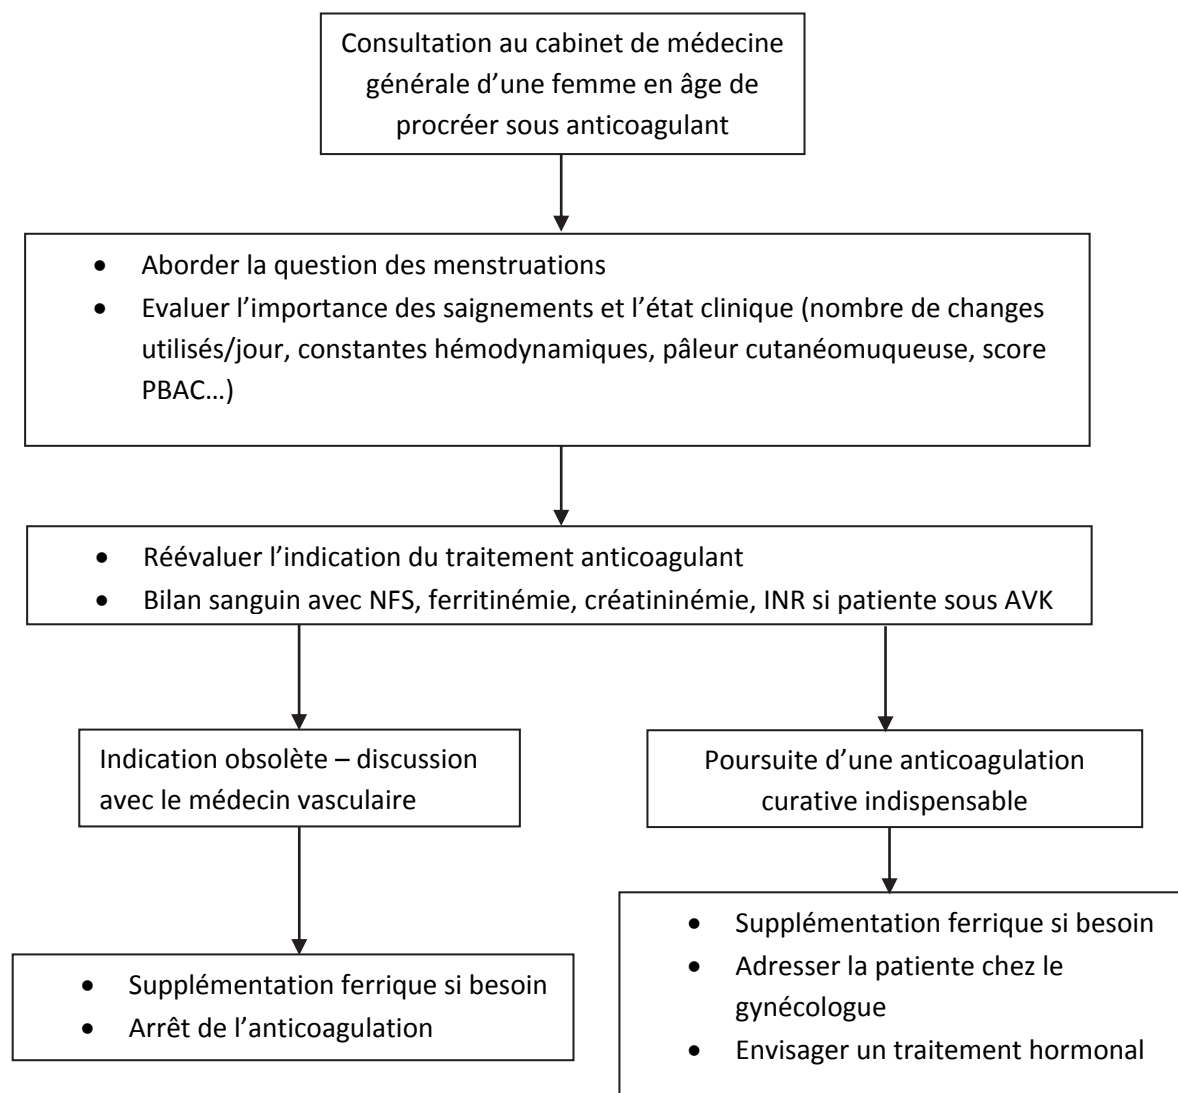 Consultation au cabinet de médecine
générale d’une femme en âge de
procréer sous anticoagulant
• Aborder la question des menstruations
• Evaluer l’importance des saignements et l’état clinique (nombre de changes
utilisés/jour, constantes hémodynamiques, pâleur cutanéomuqueuse, score
PBAC…)
• Réévaluer l’indication du traitement anticoagulant
• Bilan sanguin avec NFS, ferritinémie, créatininémie, INR si patiente sous AVK
Indication obsolète – discussion
avec le médecin vasculaire
Poursuite d’une anticoagulation
curative indispensable
• Supplémentation ferrique si besoin
• Arrêt de l’anticoagulation
• Supplémentation ferrique si besoin
• Adresser la patiente chez le
gynécologue
• Envisager un traitement hormonal